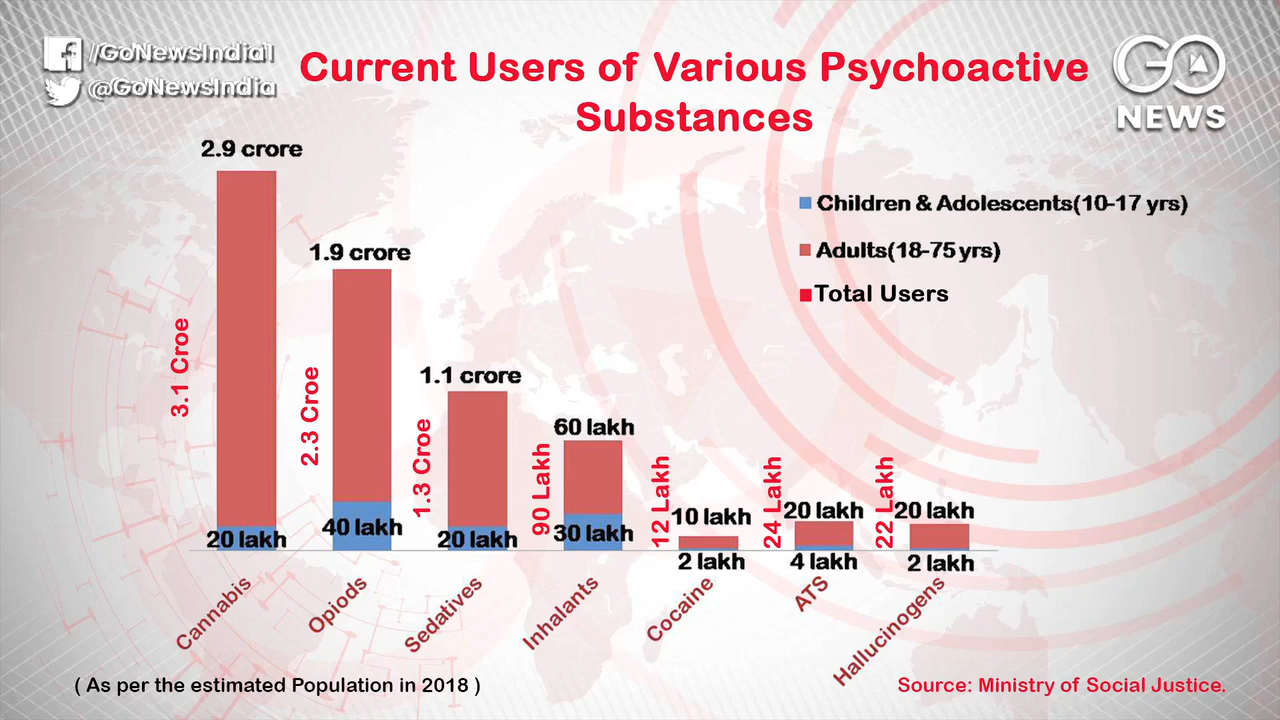 /GoNewsIndia1
@GoNewsIndia
Current Users of Various Psychoactive
Substances
GO
NEWS
Children & Adolescents(10-17 yrs)
Adults(18-75 yrs)
Total Users
2.9 crore
3.1 Croe
20 lakh
1.9 crore
2.3 Croe
40 lakh
1.1 crore
1.3 Croe
20 lakh
60 lakh
90 Lakh
30 lakh
10 lakh
12 Lakh
2 lakh
20 lakh
24 Lakh
4 lakh
20 lakh
22 Lakh
2 lakh
Cannabis
Opiods
Sedatives
Inhalants
Cocaine
ATS
Hallucinogens
( As per the estimated Population in 2018 )
Source: Ministry of Social Justice.